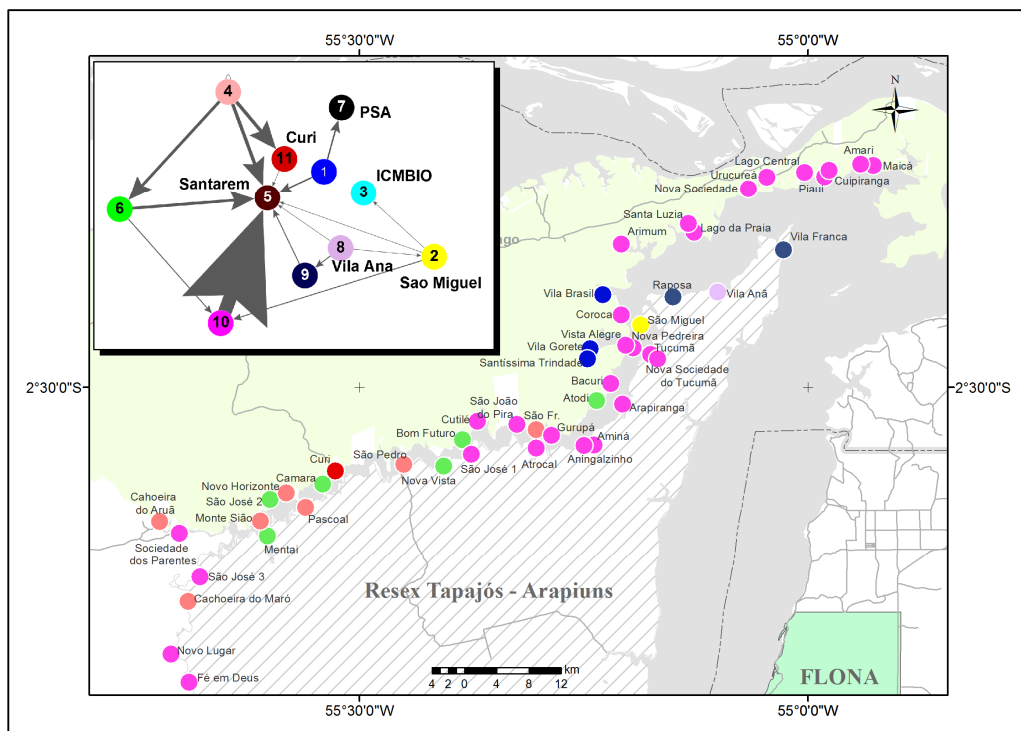 55°30'0"W
55°0'0"W
N
4
7
PSA
Curi
11
1
ICMBIO
3
Santarem
5
6
8
Vila Ana
2
Sao Miguel
9
10
Amari
Maicá
Lago Central
Urucureá
Piafú
Cuipiranga
Nova Sociedade
Santa Luzia
Lago da Praia
Arimum
Vila Franca
Raposa
Vila Anã
Vila Brasil
Coroca
São Miguel
Vista Alegre
Nova Pedreira
Vila Gorete
Tucumã
Santíssima Trindade
Nova Sociedade
do Tucumã
Bacuri
Atodi
Arapiranga
2°30'0"S
2°30'0"S
São João
do Pira
São Fr.
Cutilé
Gurupá
Bom Futuro
Aminá
Aningalzinho
Atrocal
São José 1
São Pedro
Nova Vista
Curi
Camara
Novo Horizonte
São José 2
Cahoeira
do Aruã
Monte Sião
Pascoal
Mentai
Sociedade
dos Parentes
São José 3
Cachoeira do Maró
Resex Tapajós - Arapiuns
Novo Lugar
Fé em Deus
FLONA
km
4 2 0 4 8 12
55°30'0"W
55°0'0"W